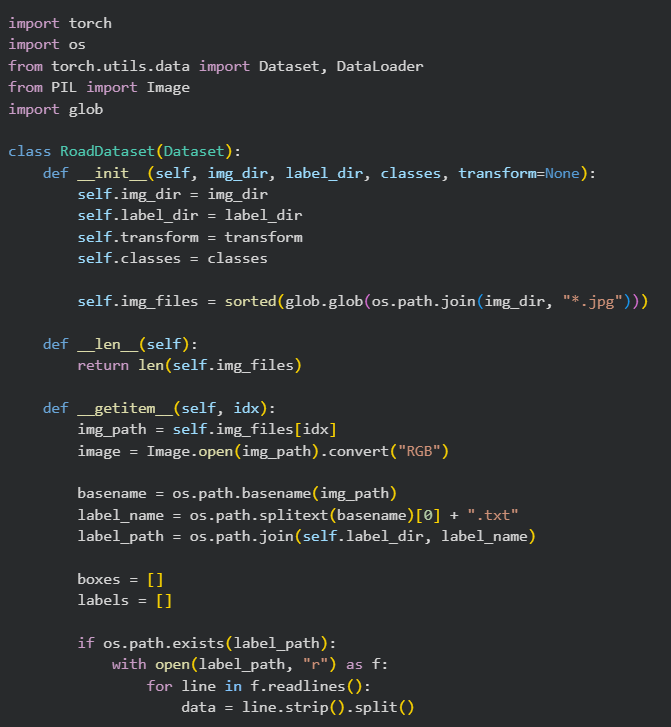 import torch
import os
from torch.utils.data import Dataset, DataLoader
from PIL import Image
import glob

class RoadDataset(Dataset):
    def __init__(self, img_dir, label_dir, classes, transform=None):
        self.img_dir = img_dir
        self.label_dir = label_dir
        self.transform = transform
        self.classes = classes

        self.img_files = sorted(glob.glob(os.path.join(img_dir, "*.jpg")))

    def __len__(self):
        return len(self.img_files)

    def __getitem__(self, idx):
        img_path = self.img_files[idx]
        image = Image.open(img_path).convert("RGB")

        basename = os.path.basename(img_path)
        label_name = os.path.splitext(basename)[0] + ".txt"
        label_path = os.path.join(self.label_dir, label_name)

        boxes = []
        labels = []

        if os.path.exists(label_path):
            with open(label_path, "r") as f:
                for line in f.readlines():
                    data = line.strip().split()